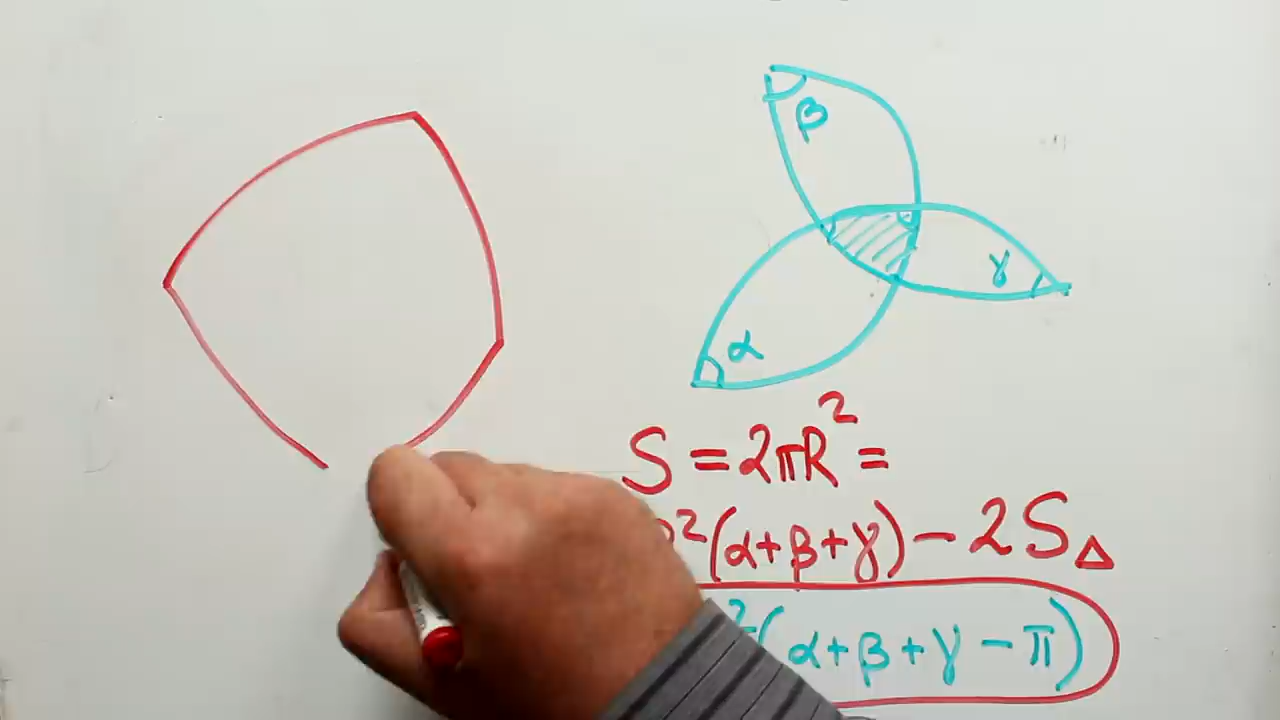 β
γ
α
S = 2πR² =
²(α+β+γ) − 2S△
²(α+β+γ−π)